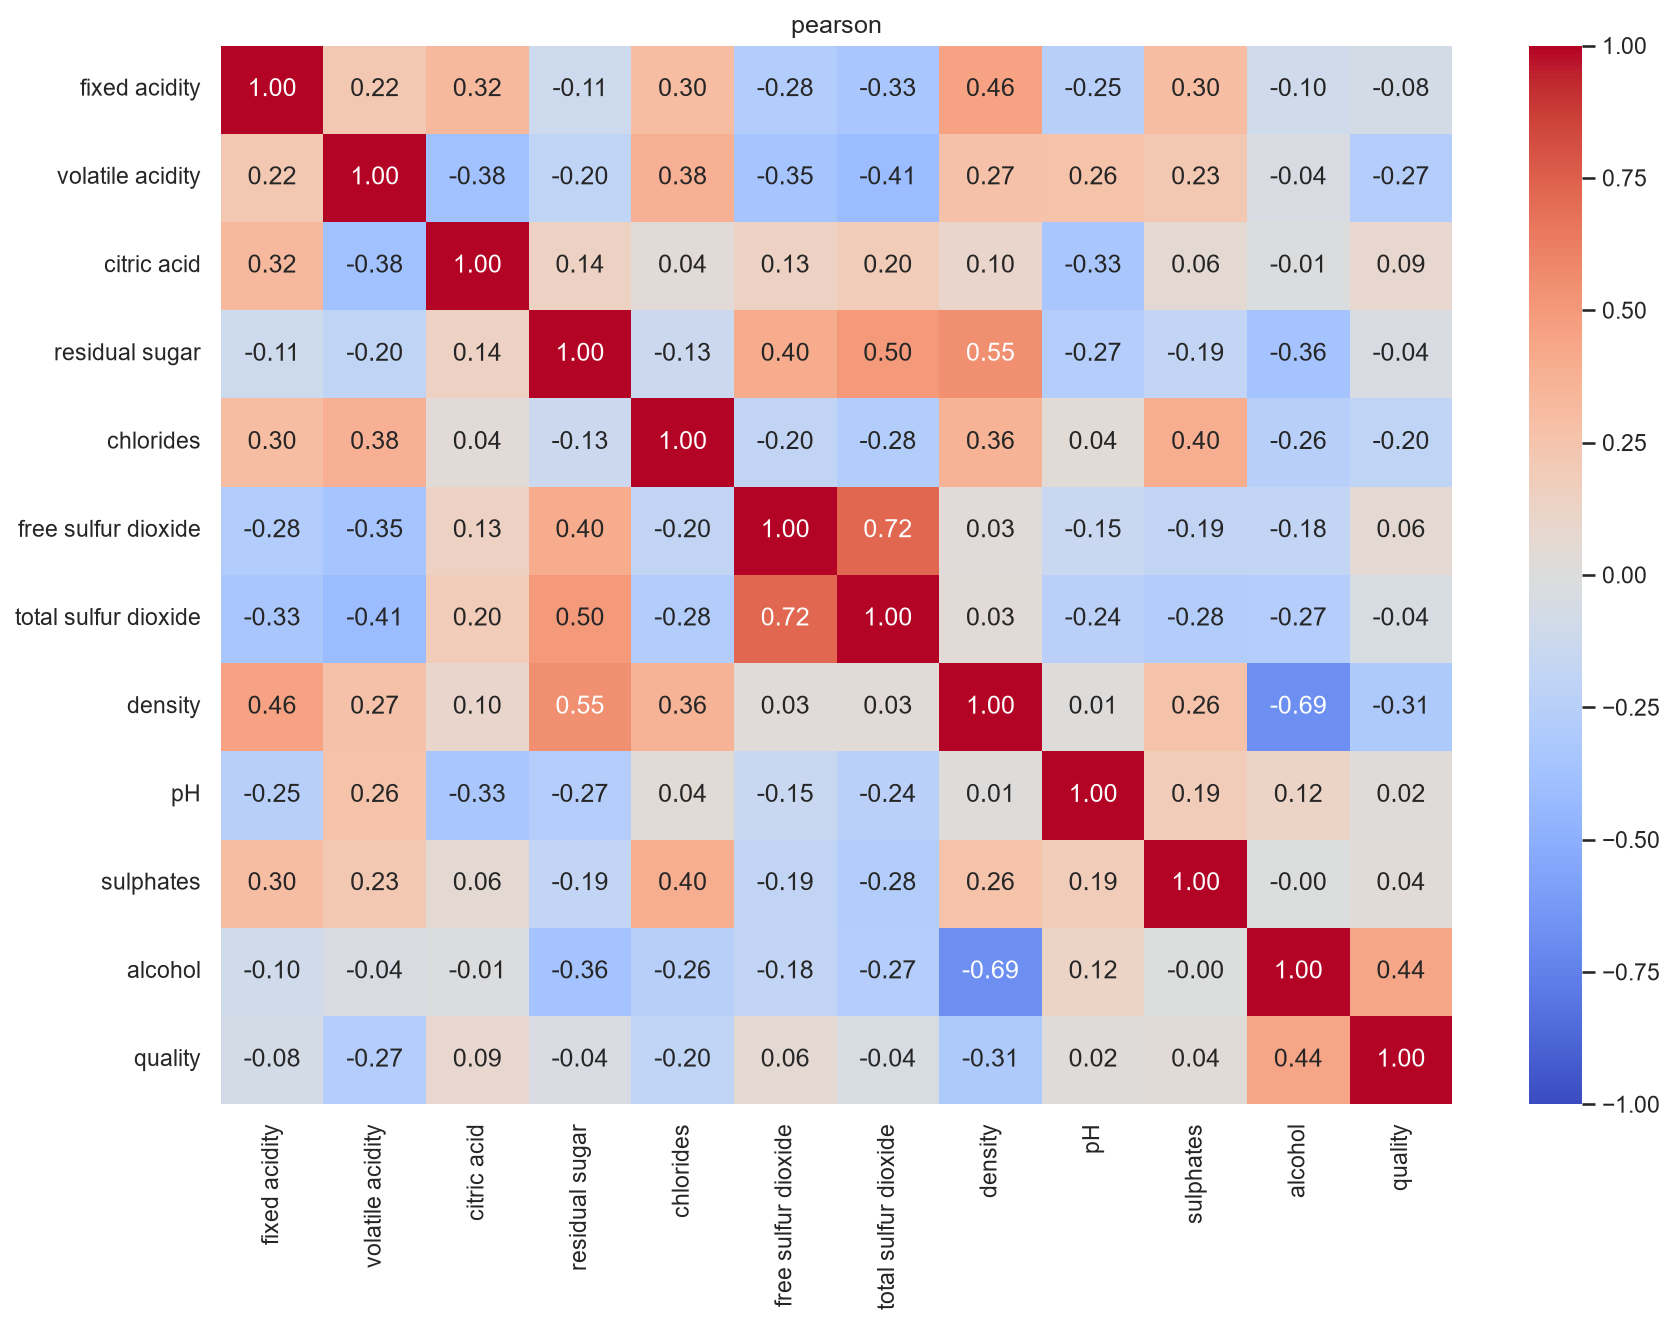 pearson
fixed acidity 1.00 0.22 0.32 -0.11 0.30 -0.28 -0.33 0.46 -0.25 0.30 -0.10 -0.08
volatile acidity 0.22 1.00 -0.38 -0.20 0.38 -0.35 -0.41 0.27 0.26 0.23 -0.04 -0.27
citric acid 0.32 -0.38 1.00 0.14 0.04 0.13 0.20 0.10 -0.33 0.06 -0.01 0.09
residual sugar -0.11 -0.20 0.14 1.00 -0.13 0.40 0.50 0.55 -0.27 -0.19 -0.36 -0.04
chlorides 0.30 0.38 0.04 -0.13 1.00 -0.20 -0.28 0.36 0.04 0.40 -0.26 -0.20
free sulfur dioxide -0.28 -0.35 0.13 0.40 -0.20 1.00 0.72 0.03 -0.15 -0.19 -0.18 0.06
total sulfur dioxide -0.33 -0.41 0.20 0.50 -0.28 0.72 1.00 0.03 -0.24 -0.28 -0.27 -0.04
density 0.46 0.27 0.10 0.55 0.36 0.03 0.03 1.00 0.01 0.26 -0.69 -0.31
pH -0.25 0.26 -0.33 -0.27 0.04 -0.15 -0.24 0.01 1.00 0.19 0.12 0.02
sulphates 0.30 0.23 0.06 -0.19 0.40 -0.19 -0.28 0.26 0.19 1.00 -0.00 0.04
alcohol -0.10 -0.04 -0.01 -0.36 -0.26 -0.18 -0.27 -0.69 0.12 -0.00 1.00 0.44
quality -0.08 -0.27 0.09 -0.04 -0.20 0.06 -0.04 -0.31 0.02 0.04 0.44 1.00
fixed acidity
volatile acidity
citric acid
residual sugar
chlorides
free sulfur dioxide
total sulfur dioxide
density
pH
sulphates
alcohol
quality
1.00
0.75
0.50
0.25
0.00
−0.25
−0.50
−0.75
−1.00